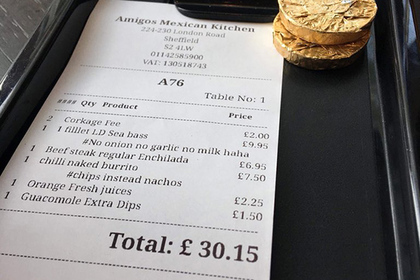 Amigos Mexican Kitchen
224-230 London Road
Sheffield
S2 4LW
01142585900
VAT: 130518743
A76
Table No: 1
#### Qty Product Price
2 Corkage Fee £2.00
1 1 filllet LD Sea bass £9.95
#No onion no garlic no milk haha
1 Beef steak regular Enchilada £6.95
1 chilli naked burrito £7.50
#chips instead nachos
1 Orange Fresh juices £2.25
1 Guacomole Extra Dips £1.50
Total: £ 30.15